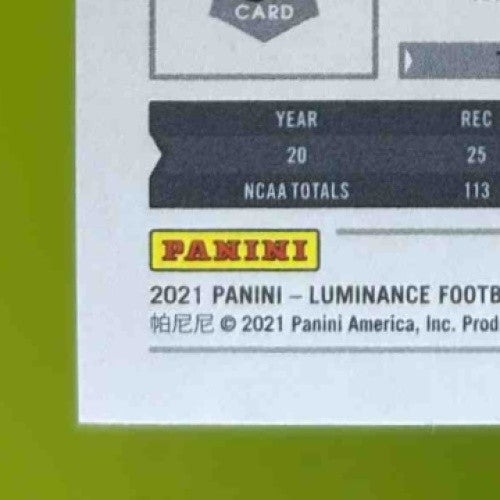 CARD
YEAR REC
20 25
NCAA TOTALS 113
PANINI
2021 PANINI – LUMINANCE FOOTB
帕尼尼 © 2021 Panini America, Inc. Prod